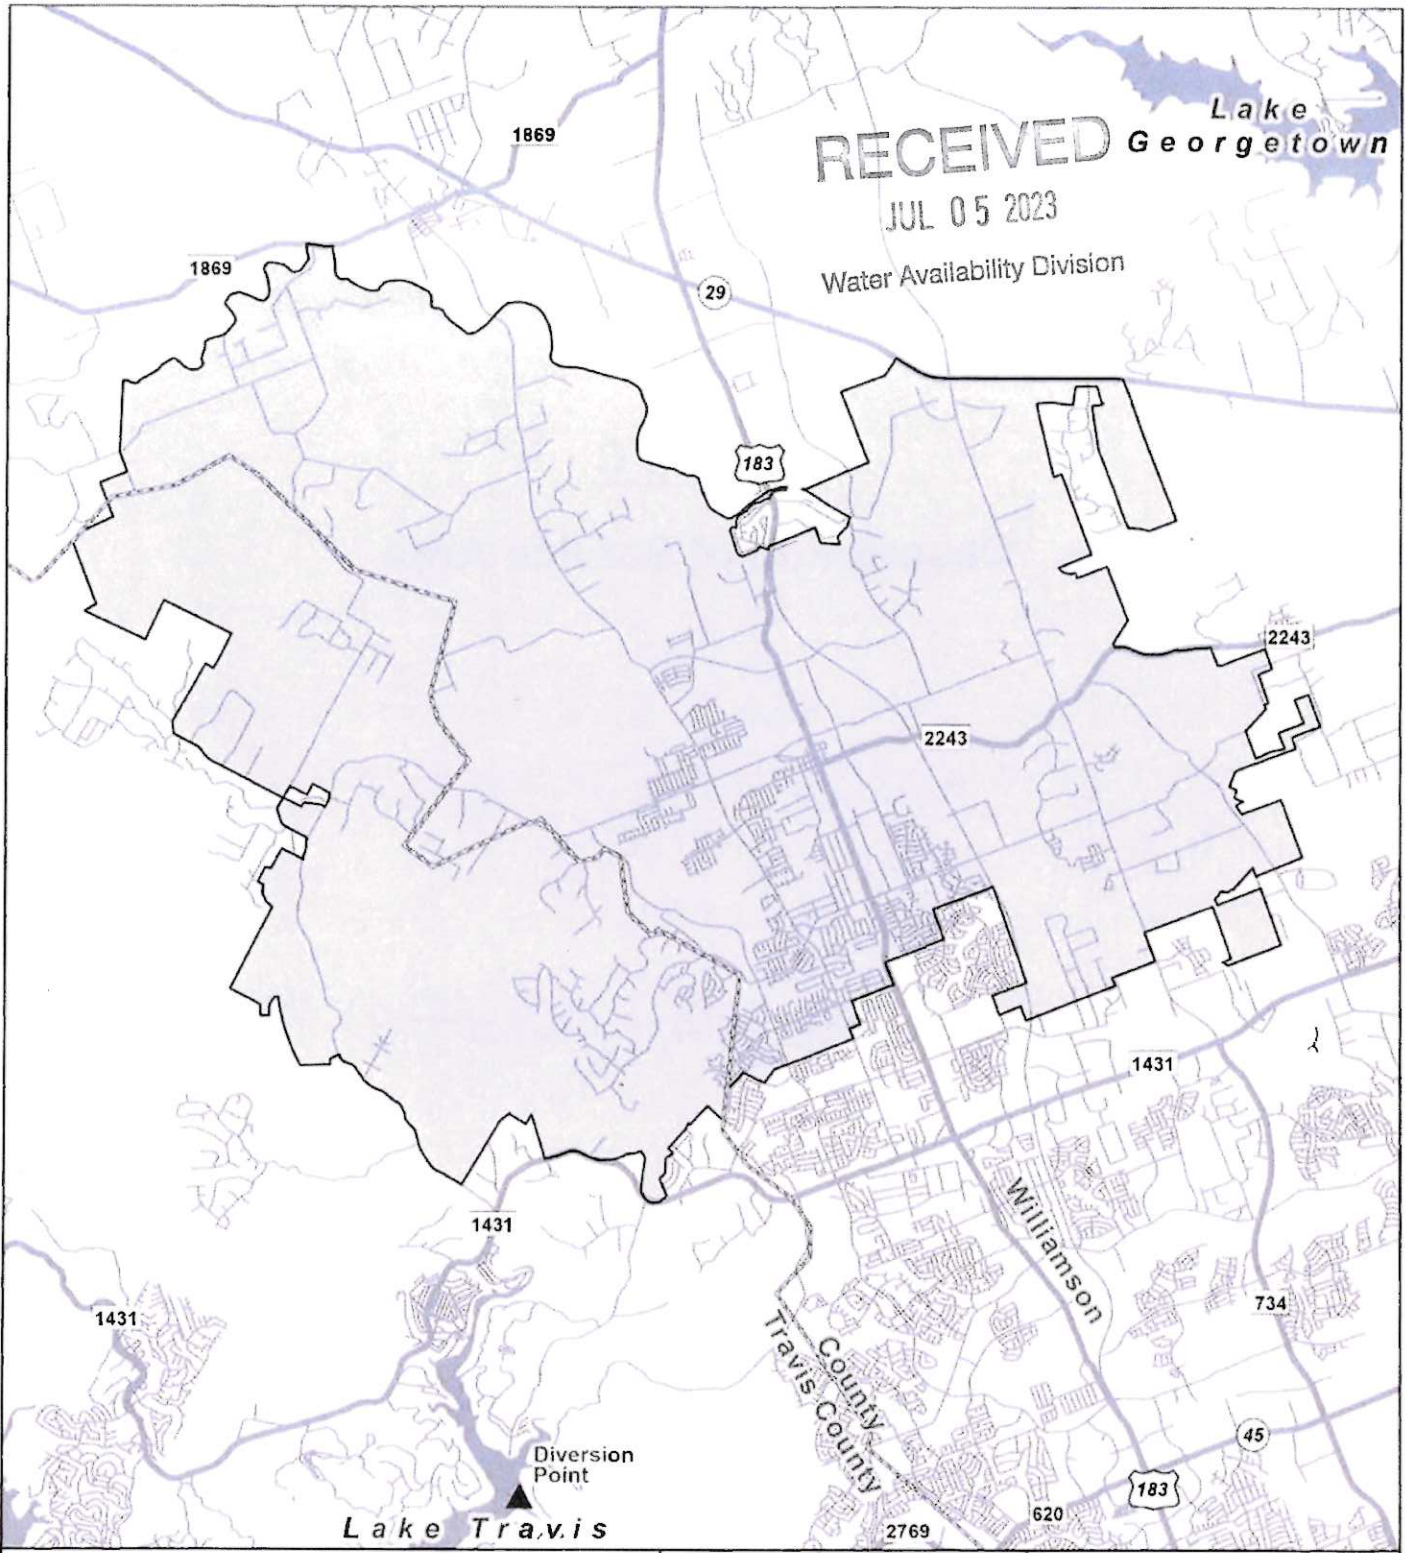 Lake
Georgetown
1869
RECEIVED
JUL 05 2023
Water Availability Division
1869
29
183
2243
2243
1431
1431
Williamson
County
Travis County
1431
734
45
Diversion
Point
183
620
Lake Travis
2769